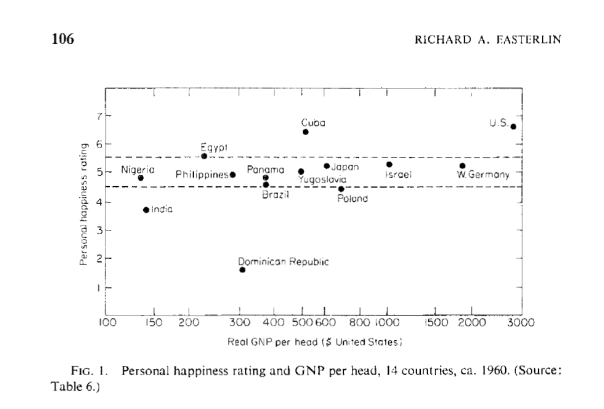 106
RICHARD A. EASTERLIN
Personal happiness rating
7
6
5
4
3
2
1
Cuba
U.S.
Egypt
Nigeria
Philippines
Panama
Japan
Yugoslavia
Israel
W. Germany
Brazil
Poland
India
Dominican Republic
100 150 200 300 400 500 600 800 1000 1500 2000 3000
Real GNP per head ($ United States)
FIG. 1. Personal happiness rating and GNP per head, 14 countries, ca. 1960. (Source:
Table 6.)